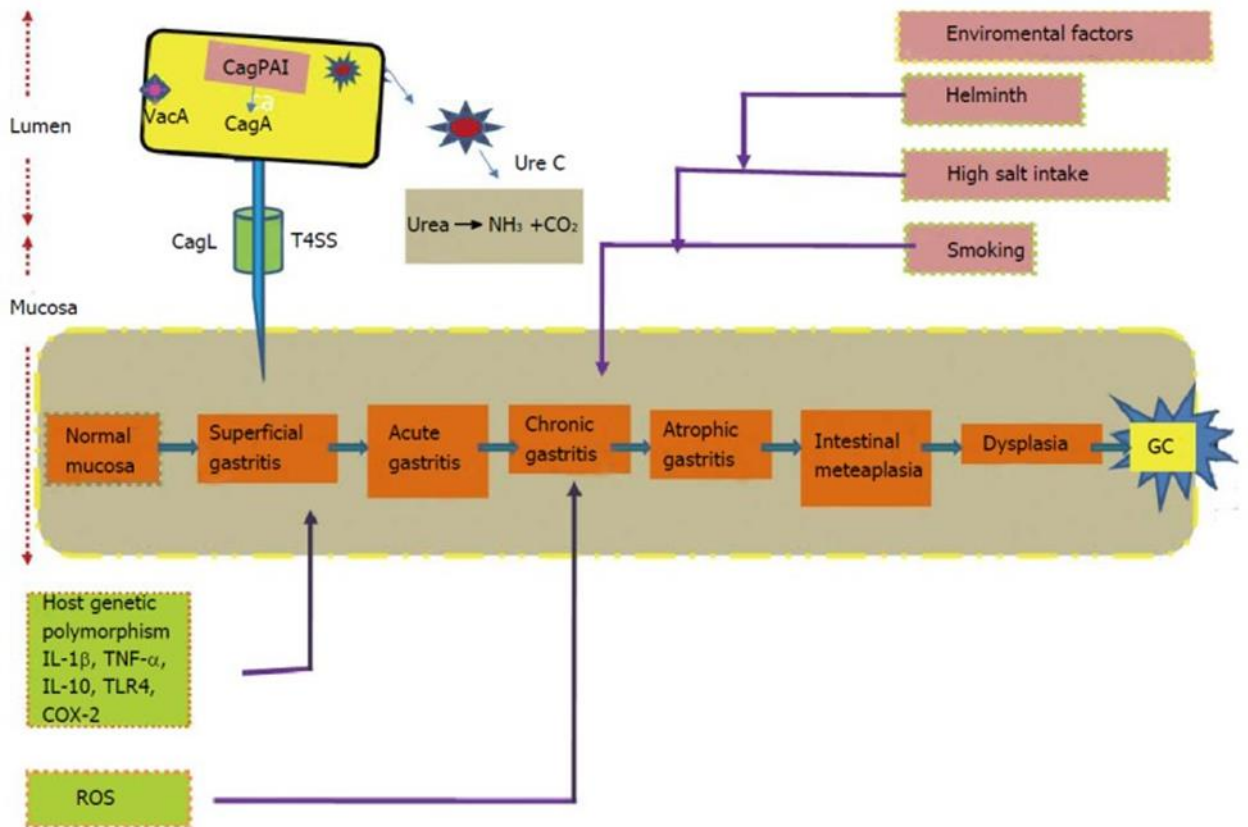 Lumen
Mucosa
CagPAI
ca
VacA
CagA
CagL
T4SS
Ure C
Urea → NH₃ +CO₂
Enviromental factors
Helminth
High salt intake
Smoking
Normal
mucosa
Superficial
gastritis
Acute
gastritis
Chronic
gastritis
Atrophic
gastritis
Intestinal
meteaplasia
Dysplasia
GC
Host genetic
polymorphism
IL-1β, TNF-α,
IL-10, TLR4,
COX-2
ROS